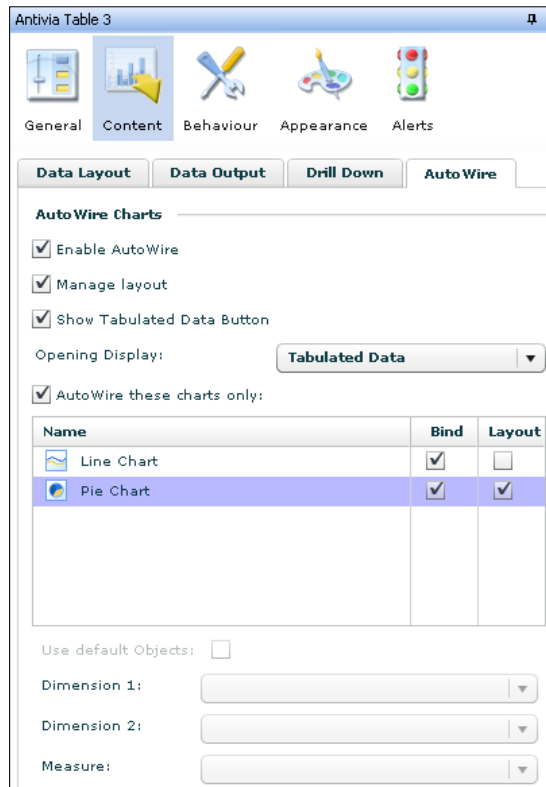 Antivia Table 3
General Content Behaviour Appearance Alerts
Data Layout Data Output Drill Down AutoWire
AutoWire Charts
Enable AutoWire
Manage layout
Show Tabulated Data Button
Opening Display: Tabulated Data
AutoWire these charts only:
Name Bind Layout
Line Chart
Pie Chart
Use default Objects:
Dimension 1:
Dimension 2:
Measure: